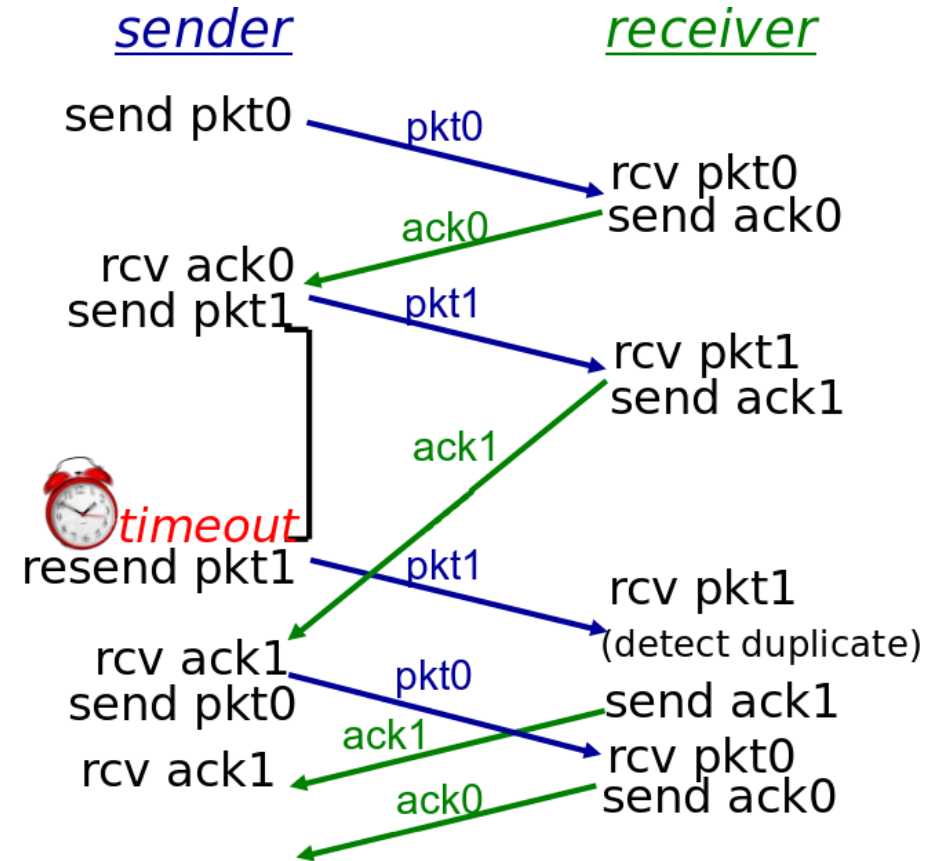 sender receiver
send pkt0
pkt0
rcv pkt0
send ack0
ack0
rcv ack0
send pkt1
pkt1
rcv pkt1
send ack1
ack1
timeout
resend pkt1
pkt1
rcv pkt1
(detect duplicate)
rcv ack1
send pkt0
pkt0
send ack1
ack1
rcv ack1
rcv pkt0
send ack0
ack0